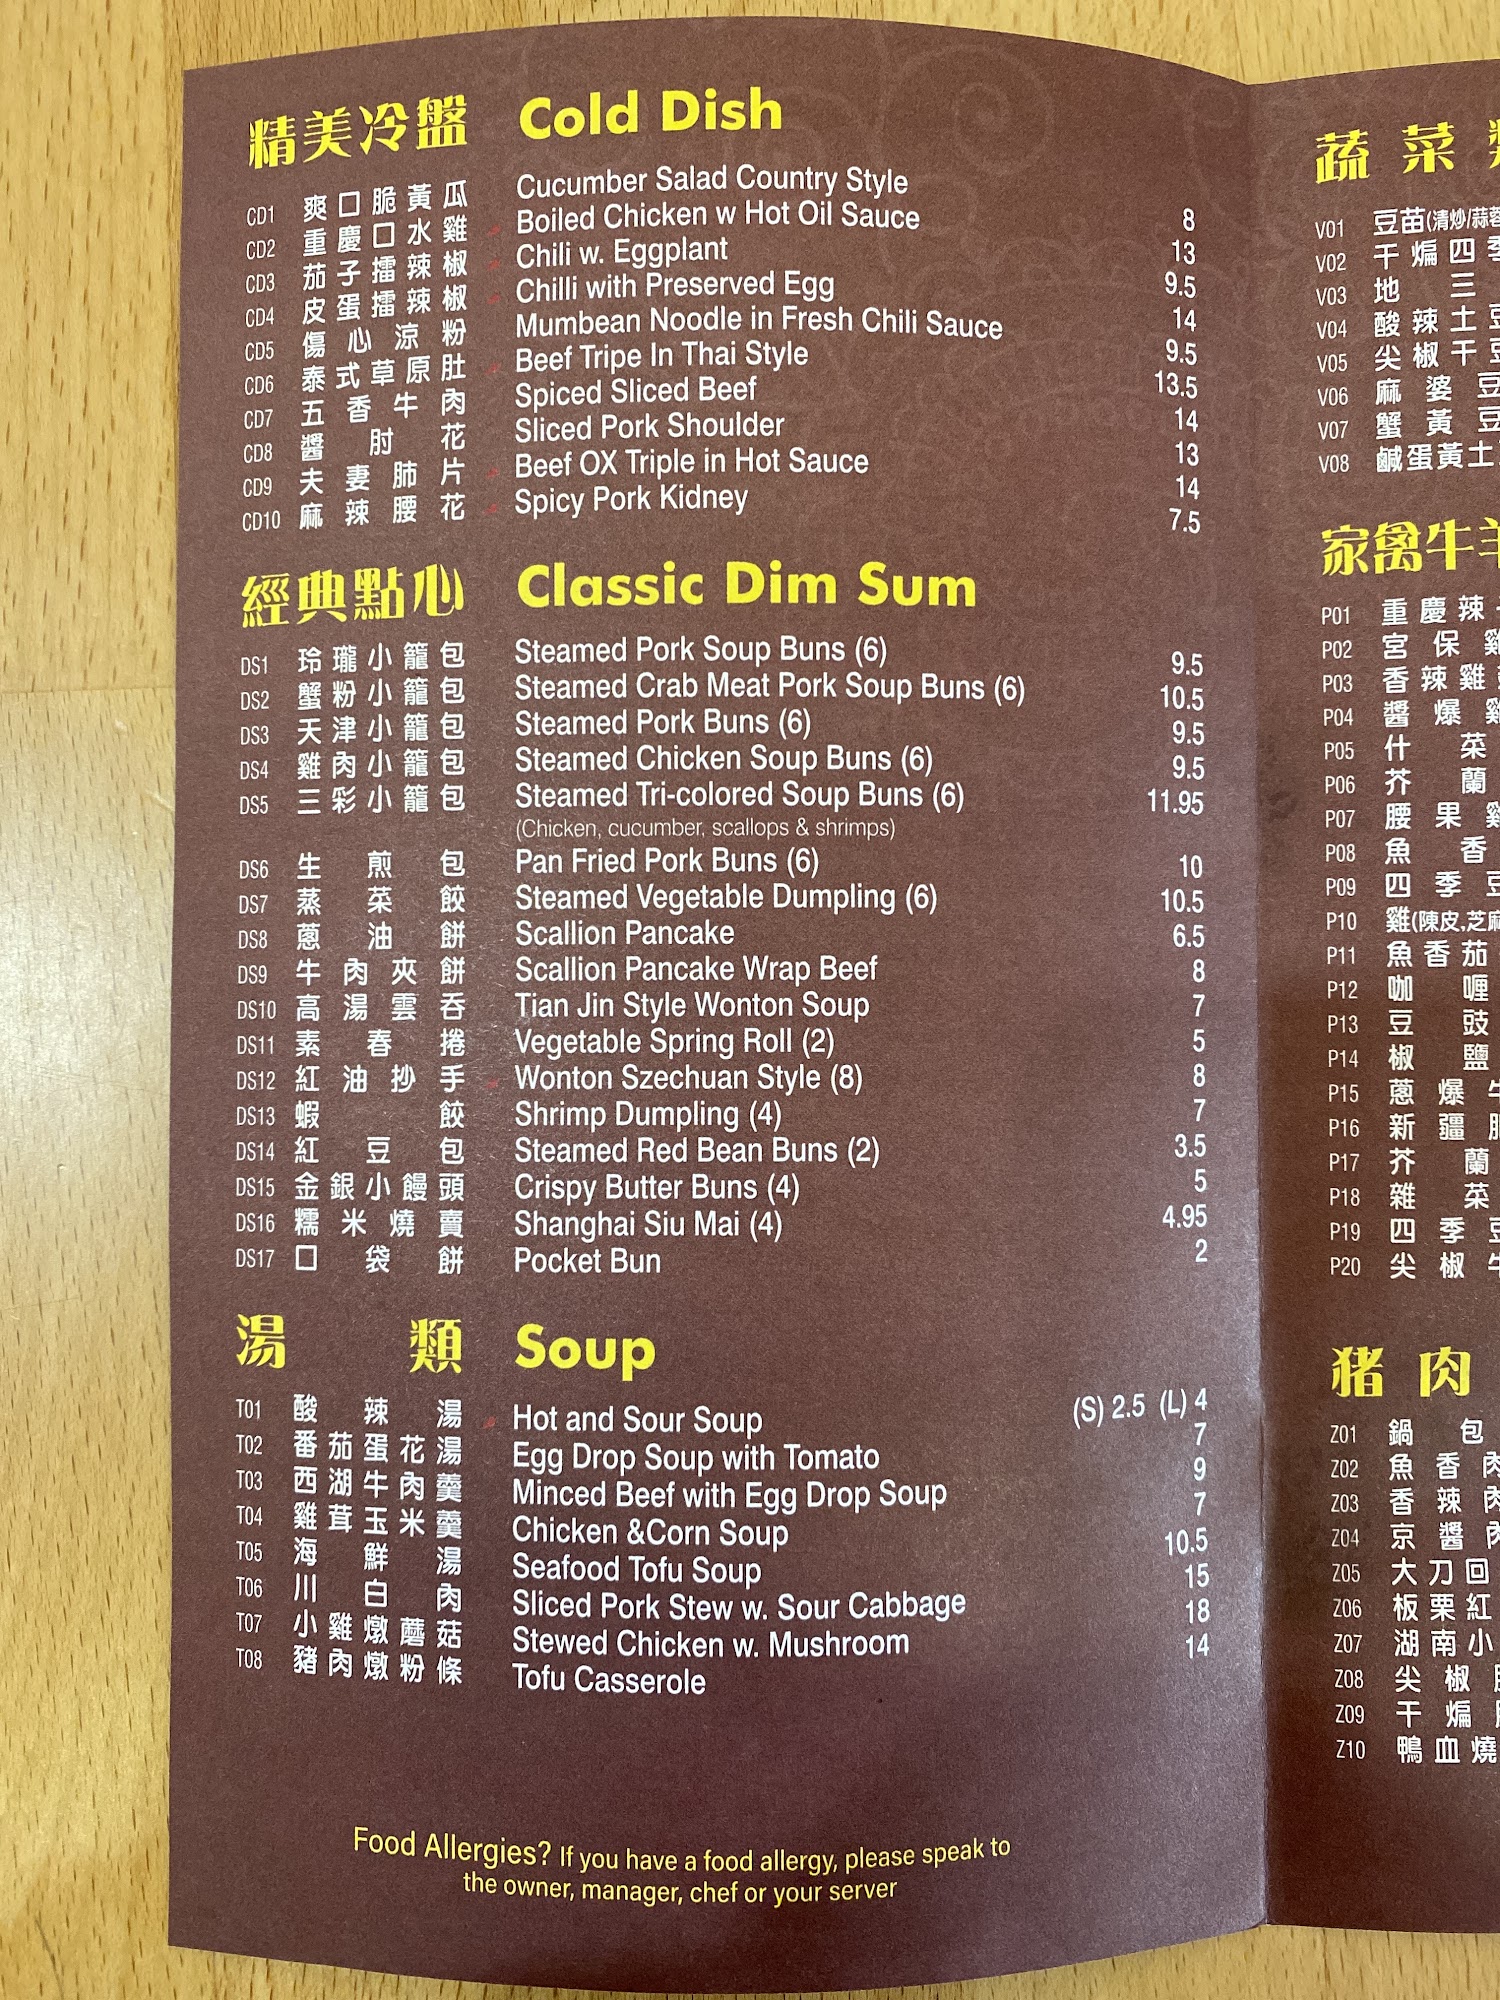 精美冷盤 Cold Dish
CD1 爽口脆黃瓜 Cucumber Salad Country Style 8
CD2 重慶口水雞 Boiled Chicken w Hot Oil Sauce 13
CD3 茄子擂辣椒 Chili w. Eggplant 9.5
CD4 皮蛋擂辣椒 Chilli with Preserved Egg 14
CD5 傷心涼粉 Mumbean Noodle in Fresh Chili Sauce 9.5
CD6 泰式草原肚 Beef Tripe In Thai Style 13.5
CD7 五香牛肉 Spiced Sliced Beef 14
CD8 醬肘花 Sliced Pork Shoulder 13
CD9 夫妻肺片 Beef OX Triple in Hot Sauce 14
CD10 麻辣腰花 Spicy Pork Kidney 7.5
經典點心 Classic Dim Sum
DS1 玲瓏小籠包 Steamed Pork Soup Buns (6) 9.5
DS2 蟹粉小籠包 Steamed Crab Meat Pork Soup Buns (6) 10.5
DS3 天津小籠包 Steamed Pork Buns (6) 9.5
DS4 雞肉小籠包 Steamed Chicken Soup Buns (6) 9.5
DS5 三彩小籠包 Steamed Tri-colored Soup Buns (6) 11.95
(Chicken, cucumber, scallops & shrimps)
DS6 生煎包 Pan Fried Pork Buns (6) 10
DS7 蒸菜餃 Steamed Vegetable Dumpling (6) 10.5
DS8 蔥油餅 Scallion Pancake 6.5
DS9 牛肉夾餅 Scallion Pancake Wrap Beef 8
DS10 高湯雲吞 Tian Jin Style Wonton Soup 7
DS11 素春捲 Vegetable Spring Roll (2) 5
DS12 紅油抄手 Wonton Szechuan Style (8) 8
DS13 蝦餃 Shrimp Dumpling (4) 7
DS14 紅豆包 Steamed Red Bean Buns (2) 3.5
DS15 金銀小饅頭 Crispy Butter Buns (4) 5
DS16 糯米燒賣 Shanghai Siu Mai (4) 4.95
DS17 口袋餅 Pocket Bun 2
湯類 Soup
T01 酸辣湯 Hot and Sour Soup (S) 2.5 (L) 4
T02 番茄蛋花湯 Egg Drop Soup with Tomato 7
T03 西湖牛肉羹 Minced Beef with Egg Drop Soup 9
T04 雞茸玉米羹 Chicken &Corn Soup 7
T05 海鮮湯 Seafood Tofu Soup 10.5
T06 川白肉 Sliced Pork Stew w. Sour Cabbage 15
T07 小雞燉蘑菇 Stewed Chicken w. Mushroom 18
T08 豬肉燉粉條 Tofu Casserole 14
Food Allergies? If you have a food allergy, please speak to
the owner, manager, chef or your server
蔬菜
V01 豆苗(清炒/蒜蓉
V02 干煸四季
V03 地三
V04 酸辣土豆
V05 尖椒干豆
V06 麻婆豆
V07 蟹黃豆
V08 鹹蛋黃土
家禽牛羊
P01 重慶辣
P02 宮保雞
P03 香辣雞
P04 醬爆雞
P05 什菜
P06 芥蘭
P07 腰果雞
P08 魚香
P09 四季豆
P10 雞(陳皮,芝麻
P11 魚香茄
P12 咖喱
P13 豆豉
P14 椒鹽
P15 蔥爆牛
P16 新疆
P17 芥蘭
P18 雜菜
P19 四季豆
P20 尖椒牛
豬肉
Z01 鍋包
Z02 魚香肉
Z03 香辣肉
Z04 京醬肉
Z05 大刀回
Z06 板栗紅
Z07 湖南小
Z08 尖椒
Z09 干煸
Z10 鴨血燒